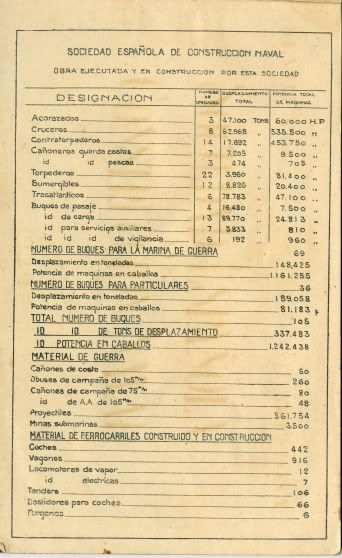 SOCIEDAD ESPAÑOLA DE CONSTRUCCION NAVAL
OBRA EJECUTADA Y EN CONSTRUCCION POR ESTA SOCIEDAD
DESIGNACION NUMERO DE UNIDADES DESPLAZAMIENTO TOTAL POTENCIA TOTAL DE MAQUINAS
Acorazados 3 47.100 Tons 60.000 H.P
Cruceros 8 62.968 „ 538.500 „
Contratorpederos 14 17.892 „ 453.750 „
Cañoneros guarda costas 7 7.203 „ 9.500 „
id id pescas 3 474 „ 705 „
Torpederos 22 3.960 „ 81.400 „
Sumergibles 12 8.826 „ 20.400 „
Trasatlanticos 6 78.783 „ 47.100 „
Buques de pasaje 4 16.480 „ 7.500 „
id de carga 13 89.770 „ 24.813 „
id para servicios auxiliares 7 3.833 „ 810 „
id id id de vigilancia 6 192 „ 960 „
NUMERO DE BUQUES PARA LA MARINA DE GUERRA 69
Desplazamiento en toneladas 148,425
Potencia de maquinas en caballos 1.161.255
NUMERO DE BUQUES PARA PARTICULARES 36
Desplazamiento en toneladas 189.058
Potencia de maquinas en caballos 81.183
TOTAL NUMERO DE BUQUES 105
ID ID DE TONS DE DESPLAZAMIENTO 337.483
ID POTENCIA EN CABALLOS 1.242.438
MATERIAL DE GUERRA
Cañones de costa 50
Obuses de campaña de 105 m/m 260
Cañones de campaña de 75 m/m 80
id de A.A. de 105 m/m 48
Proyectiles 561.754
Minas submarinas 3.500
MATERIAL DE FERROCARRILES CONSTRUIDO Y EN CONSTRUCCION
Coches 442
Vagones 916
Locomotoras de vapor 12
id electricas 7
Tenders 106
Bastidores para coches 66
Furgones 6